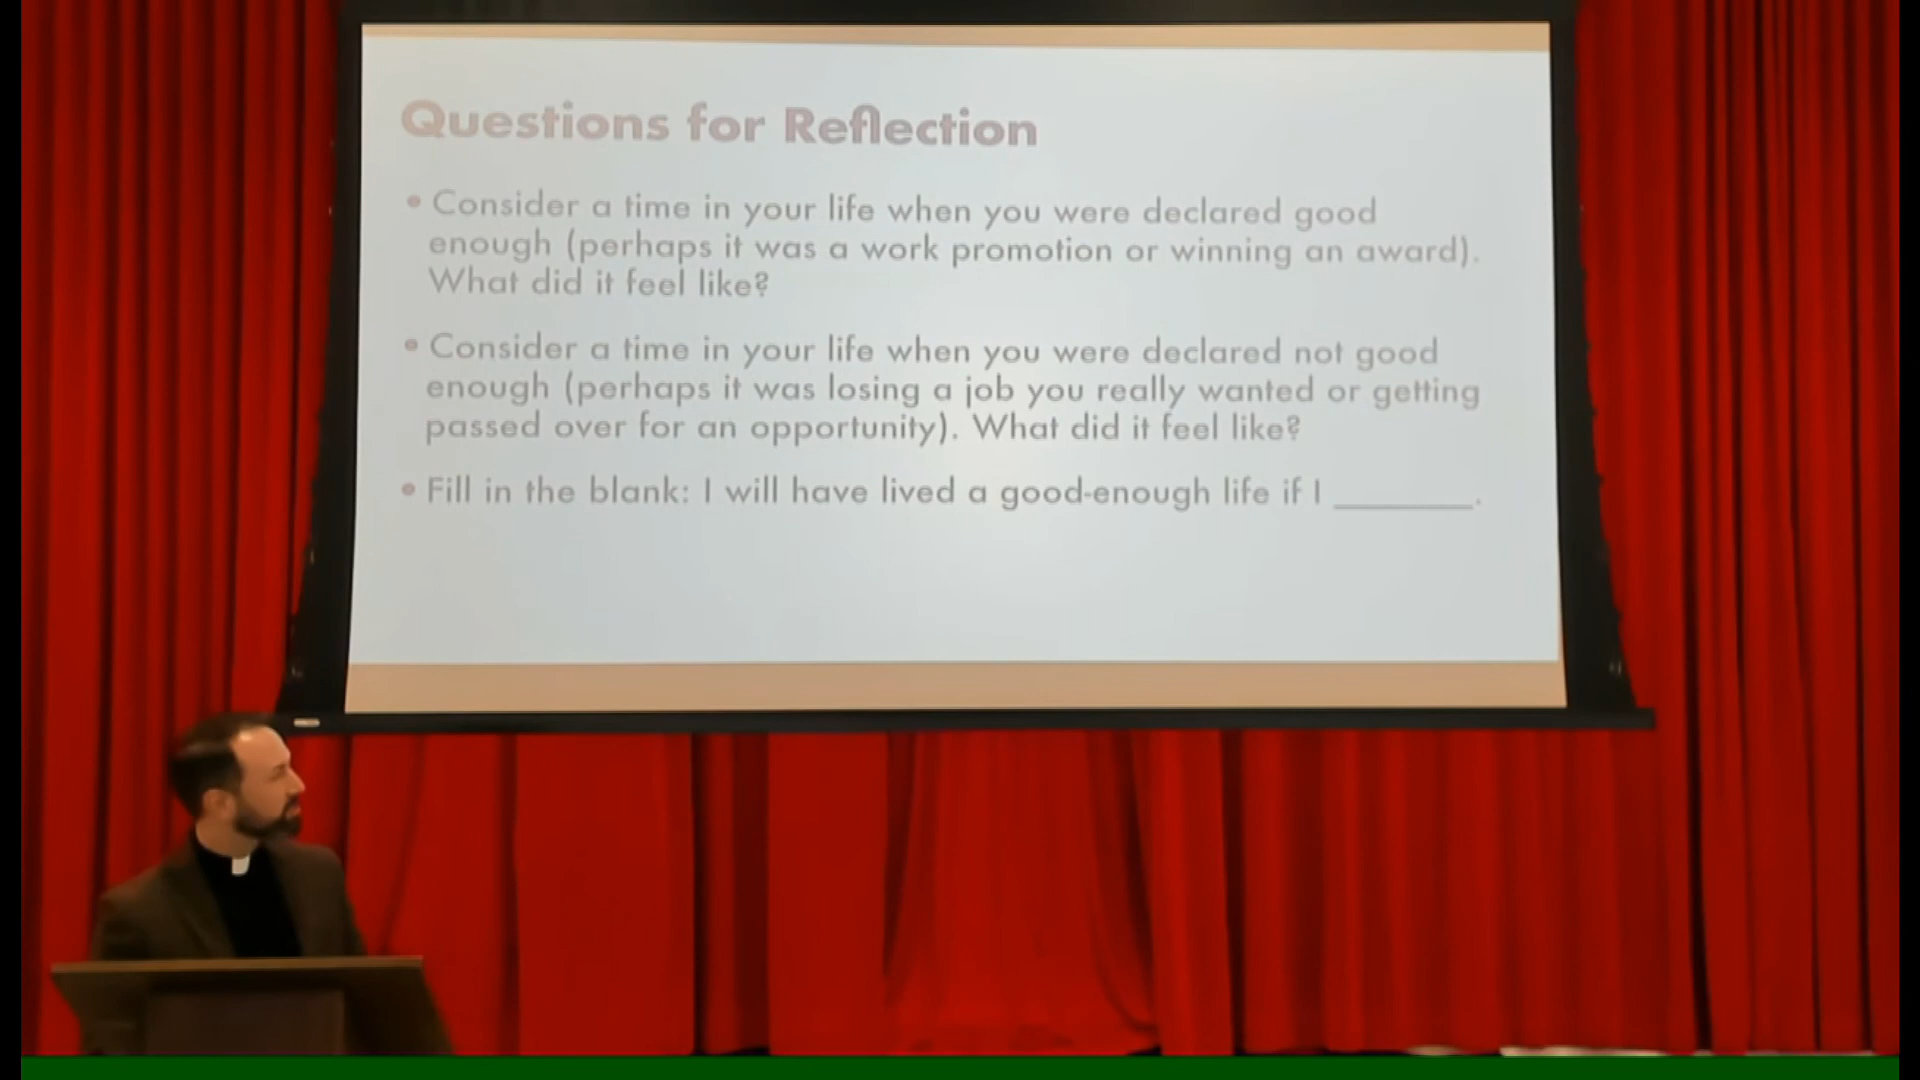 Questions for Reflection
• Consider a time in your life when you were declared good
enough (perhaps it was a work promotion or winning an award).
What did it feel like?
• Consider a time in your life when you were declared not good
enough (perhaps it was losing a job you really wanted or getting
passed over for an opportunity). What did it feel like?
• Fill in the blank: I will have lived a good-enough life if I ________.